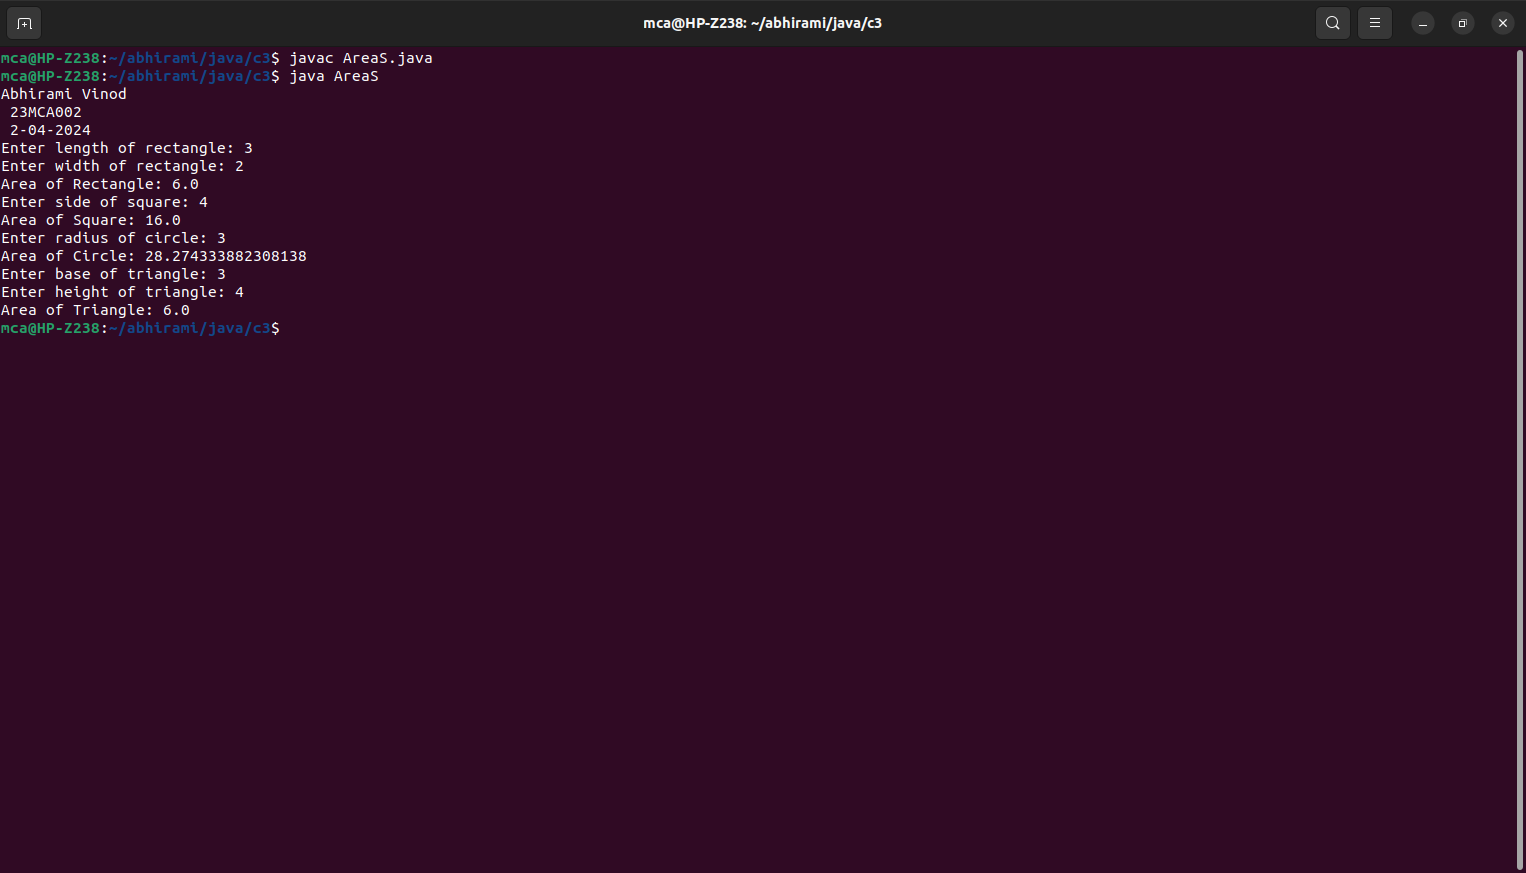 mca@HP-Z238: ~/abhirami/java/c3
mca@HP-Z238:~/abhirami/java/c3$ javac AreaS.java
mca@HP-Z238:~/abhirami/java/c3$ java AreaS
Abhirami Vinod
 23MCA002
 2-04-2024
Enter length of rectangle: 3
Enter width of rectangle: 2
Area of Rectangle: 6.0
Enter side of square: 4
Area of Square: 16.0
Enter radius of circle: 3
Area of Circle: 28.274333882308138
Enter base of triangle: 3
Enter height of triangle: 4
Area of Triangle: 6.0
mca@HP-Z238:~/abhirami/java/c3$